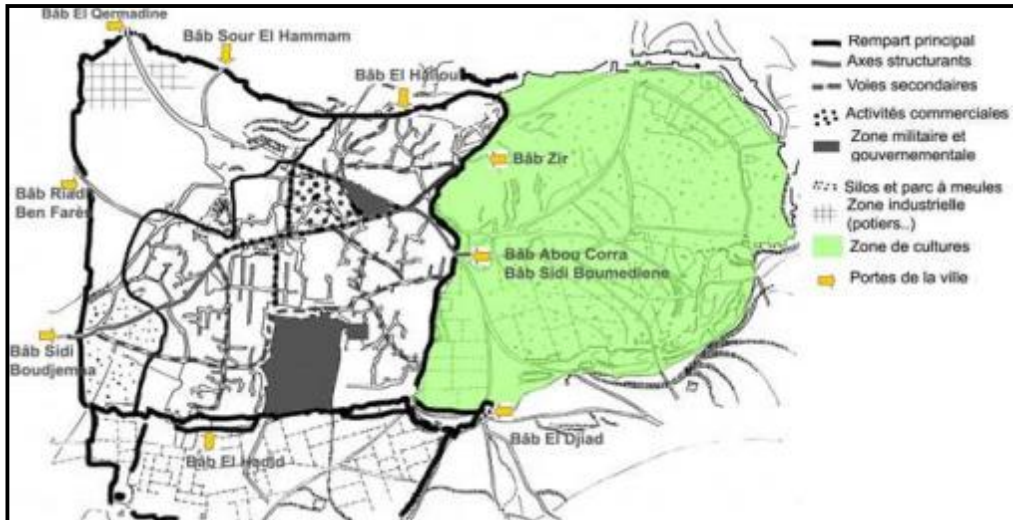 Bâb El Qermadine
Bâb Sour El Hammam
Bâb El Hallou
Bâb Zir
Bâb Riad
Ben Farès
Bâb Abou Corra
Bâb Sidi Boumediene
Bâb Sidi
Boudjemaa
Bâb El Hadid
Bâb El Djiad
Rempart principal
Axes structurants
Voies secondaires
Activités commerciales
Zone militaire et
gouvernementale
Silos et parc à meules
Zone industrielle
(potiers..)
Zone de cultures
Portes de la ville